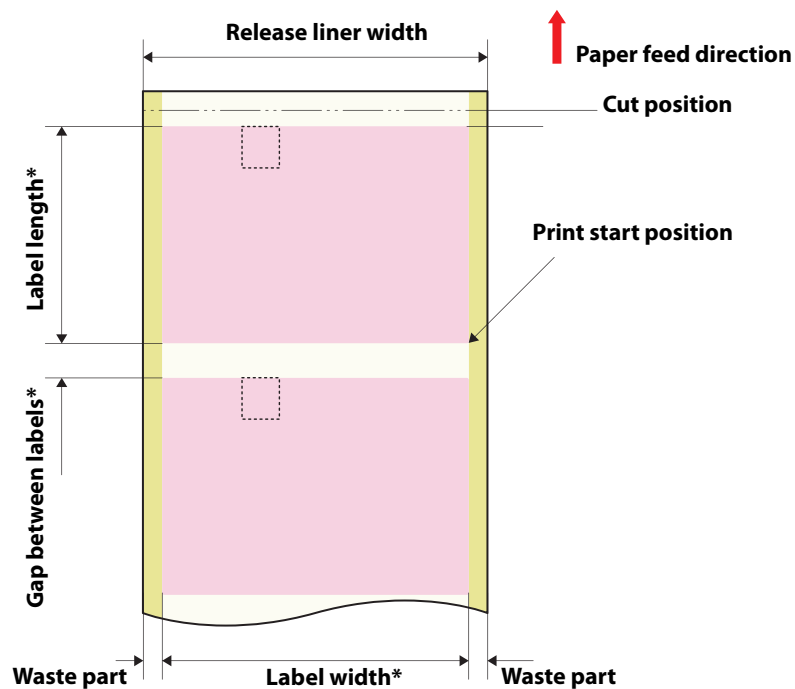 Release liner width
Paper feed direction
Cut position
Label length*
Print start position
Gap between labels*
Waste part
Label width*
Waste part